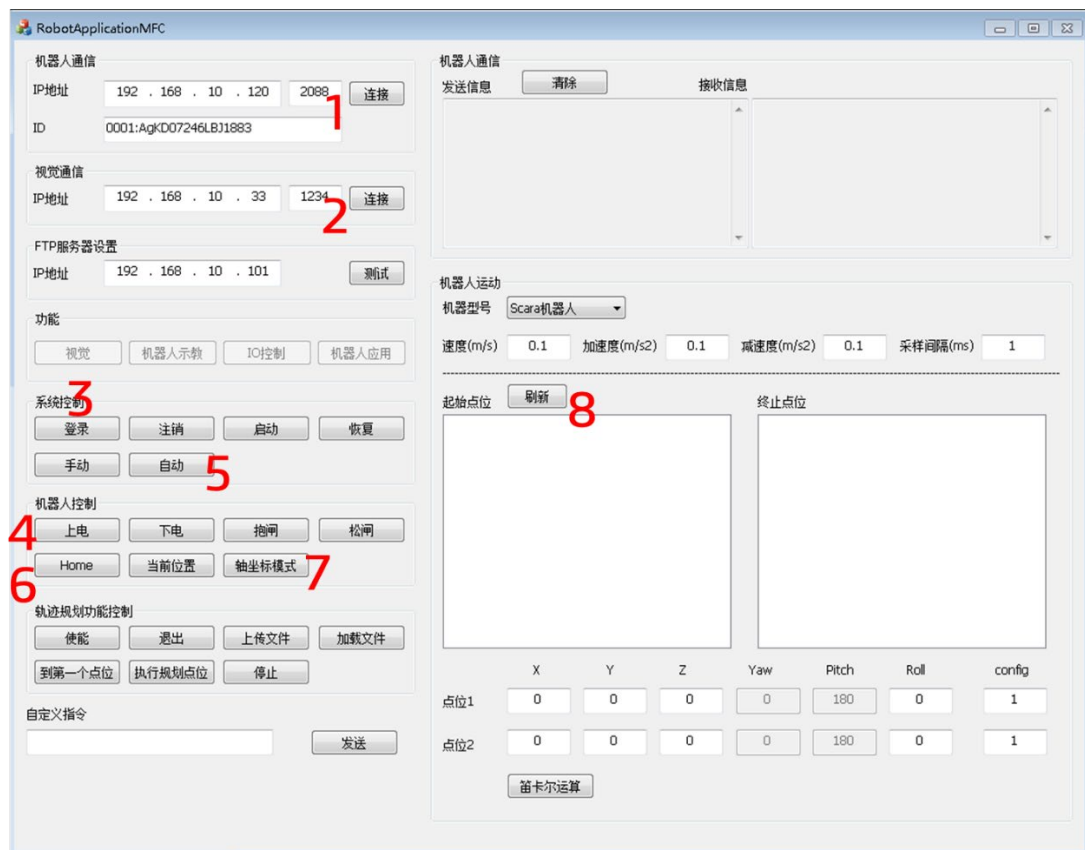 RobotApplicationMFC
机器人通信
IP地址 192 . 168 . 10 . 120 2088 连接
1
ID 0001:AgKD07246LBJ1883
视觉通信
IP地址 192 . 168 . 10 . 33 1234 连接
2
FTP服务器设置
IP地址 192 . 168 . 10 . 101 测试
功能
视觉 机器人示教 IO控制 机器人应用
系统控制
3
登录 注销 启动 恢复
手动 自动 5
机器人控制
4 上电 下电 抱闸 松闸
6 Home 当前位置 轴坐标模式 7
轨迹规划功能控制
使能 退出 上传文件 加载文件
到第一个点位 执行规划点位 停止
自定义指令
发送
机器人通信
发送信息 清除 接收信息
机器人运动
机器型号 Scara机器人
速度(m/s) 0.1 加速度(m/s2) 0.1 减速度(m/s2) 0.1 采样间隔(ms) 1
起始点位 刷新 8 终止点位
X Y Z Yaw Pitch Roll config
点位1 0 0 0 0 180 0 1
点位2 0 0 0 0 180 0 1
笛卡尔运算